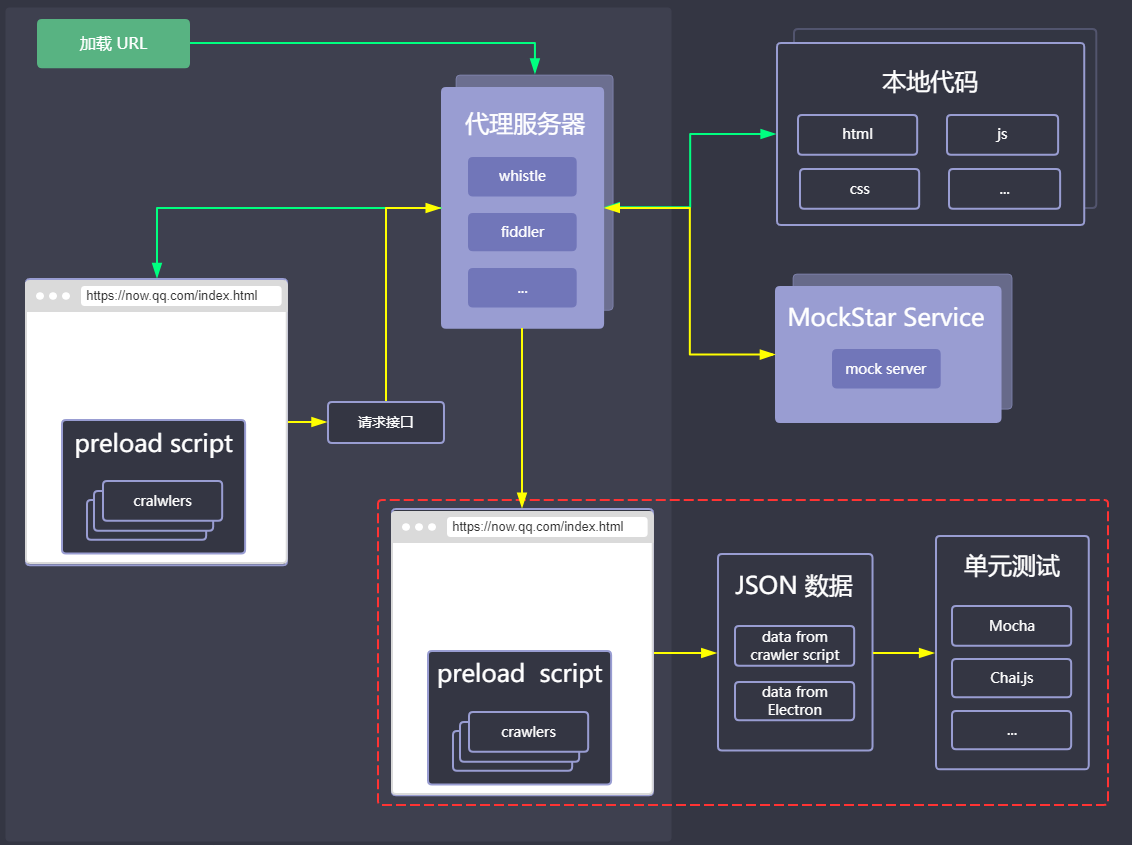 加载 URL
代理服务器
whistle
fiddler
...
本地代码
html
js
css
...
MockStar Service
mock server
https://now.qq.com/index.html
preload script
cralwlers
请求接口
https://now.qq.com/index.html
preload script
crawlers
JSON 数据
data from
crawler script
data from
Electron
单元测试
Mocha
Chai.js
...